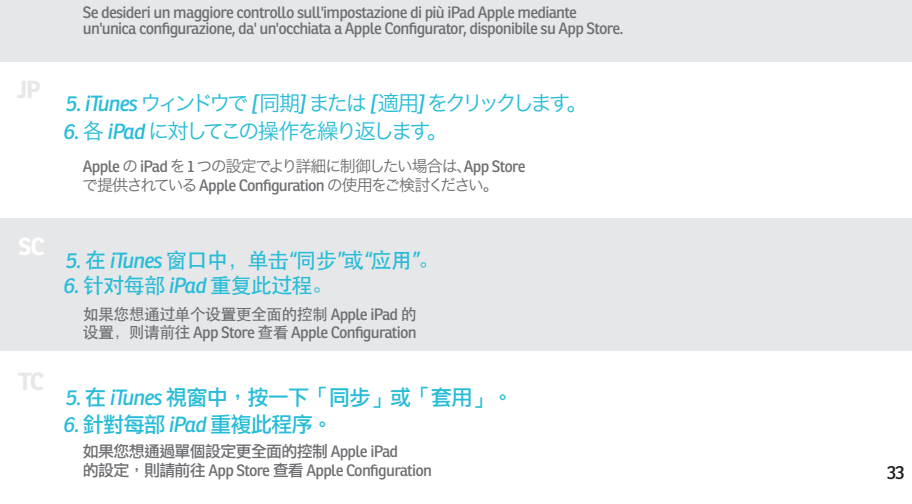 Se desideri un maggiore controllo sull'impostazione di più iPad Apple mediante
un'unica configurazione, da' un'occhiata a Apple Configurator, disponibile su App Store.
JP
5. iTunes ウィンドウで [同期] または [適用] をクリックします。
6. 各 iPad に対してこの操作を繰り返します。
Apple の iPad を 1 つの設定でより詳細に制御したい場合は、App Store
で提供されている Apple Configuration の使用をご検討ください。
SC
5. 在 iTunes 窗口中，单击“同步”或“应用”。
6. 针对每部 iPad 重复此过程。
如果您想通过单个设置更全面的控制 Apple iPad 的
设置，则请前往 App Store 查看 Apple Configuration
TC
5. 在 iTunes 視窗中，按一下「同步」或「套用」。
6. 針對每部 iPad 重複此程序。
如果您想通過單個設定更全面的控制 Apple iPad
的設定，則請前往 App Store 查看 Apple Configuration
33